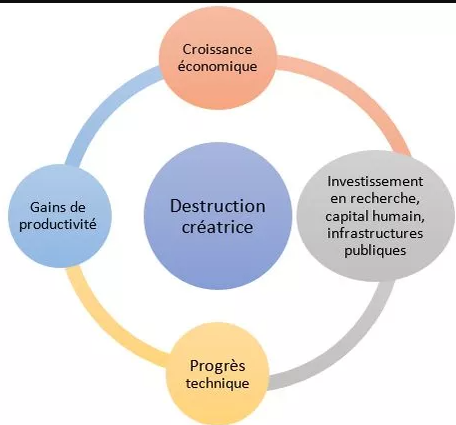 Croissance
économique
Investissement
en recherche,
capital humain,
infrastructures
publiques
Progrès
technique
Gains de
productivité
Destruction
créatrice